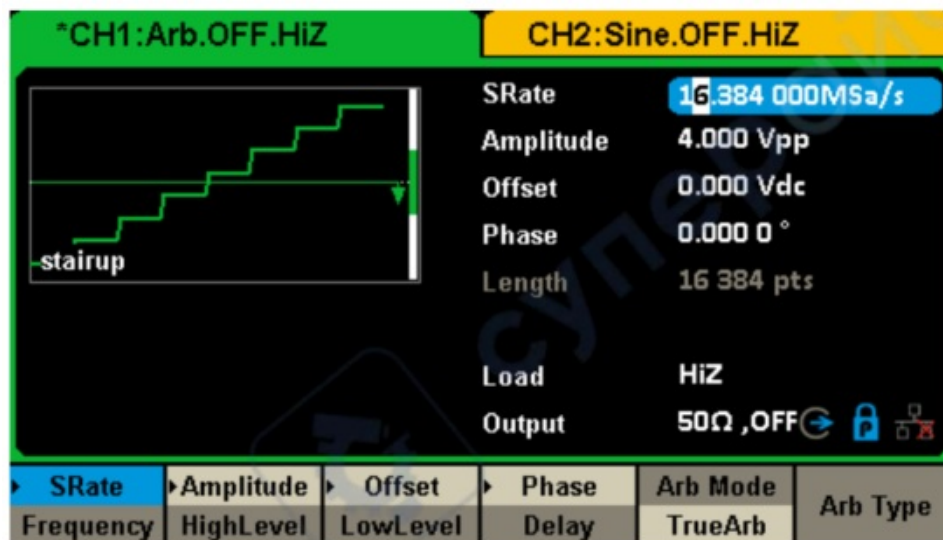 *CH1:Arb.OFF.HiZ
CH2:Sine.OFF.HiZ
stairup
SRate 16.384 000MSa/s
Amplitude 4.000 Vpp
Offset 0.000 Vdc
Phase 0.000 0 °
Length 16 384 pts
Load HiZ
Output 50Ω ,OFF
P
SRate Amplitude Offset Phase Arb Mode Arb Type
Frequency HighLevel LowLevel Delay TrueArb